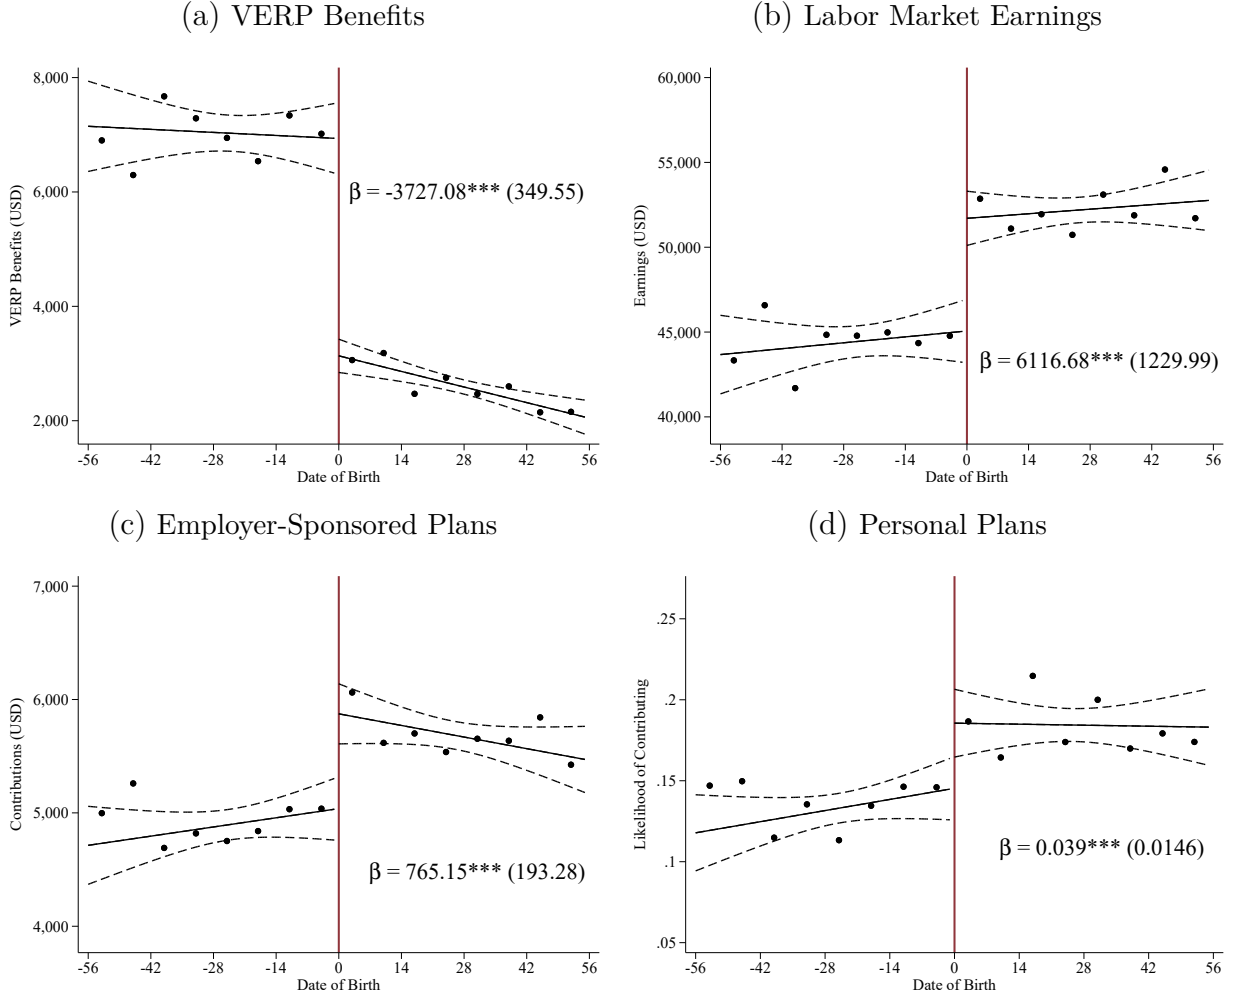 (a) VERP Benefits
8,000
6,000
4,000
2,000
VERP Benefits (USD)
β = -3727.08*** (349.55)
-56 -42 -28 -14 0 14 28 42 56
Date of Birth
(b) Labor Market Earnings
60,000
55,000
50,000
45,000
40,000
Earnings (USD)
β = 6116.68*** (1229.99)
-56 -42 -28 -14 0 14 28 42 56
Date of Birth
(c) Employer-Sponsored Plans
7,000
6,000
5,000
4,000
Contributions (USD)
β = 765.15*** (193.28)
-56 -42 -28 -14 0 14 28 42 56
Date of Birth
(d) Personal Plans
.25
.2
.15
.1
.05
Likelihood of Contributing
β = 0.039*** (0.0146)
-56 -42 -28 -14 0 14 28 42 56
Date of Birth